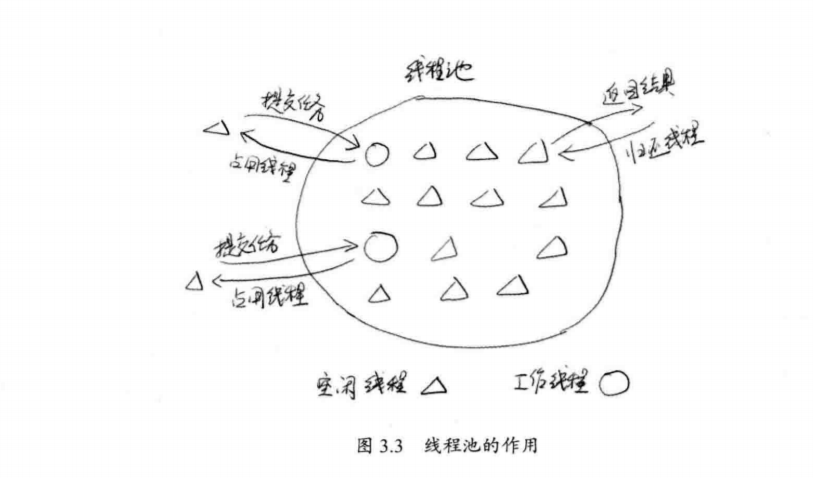 线程池
提交任务
返回结果
占用线程
归还线程
提交任务
占用线程
空闲线程
工作线程
图 3.3 线程池的作用